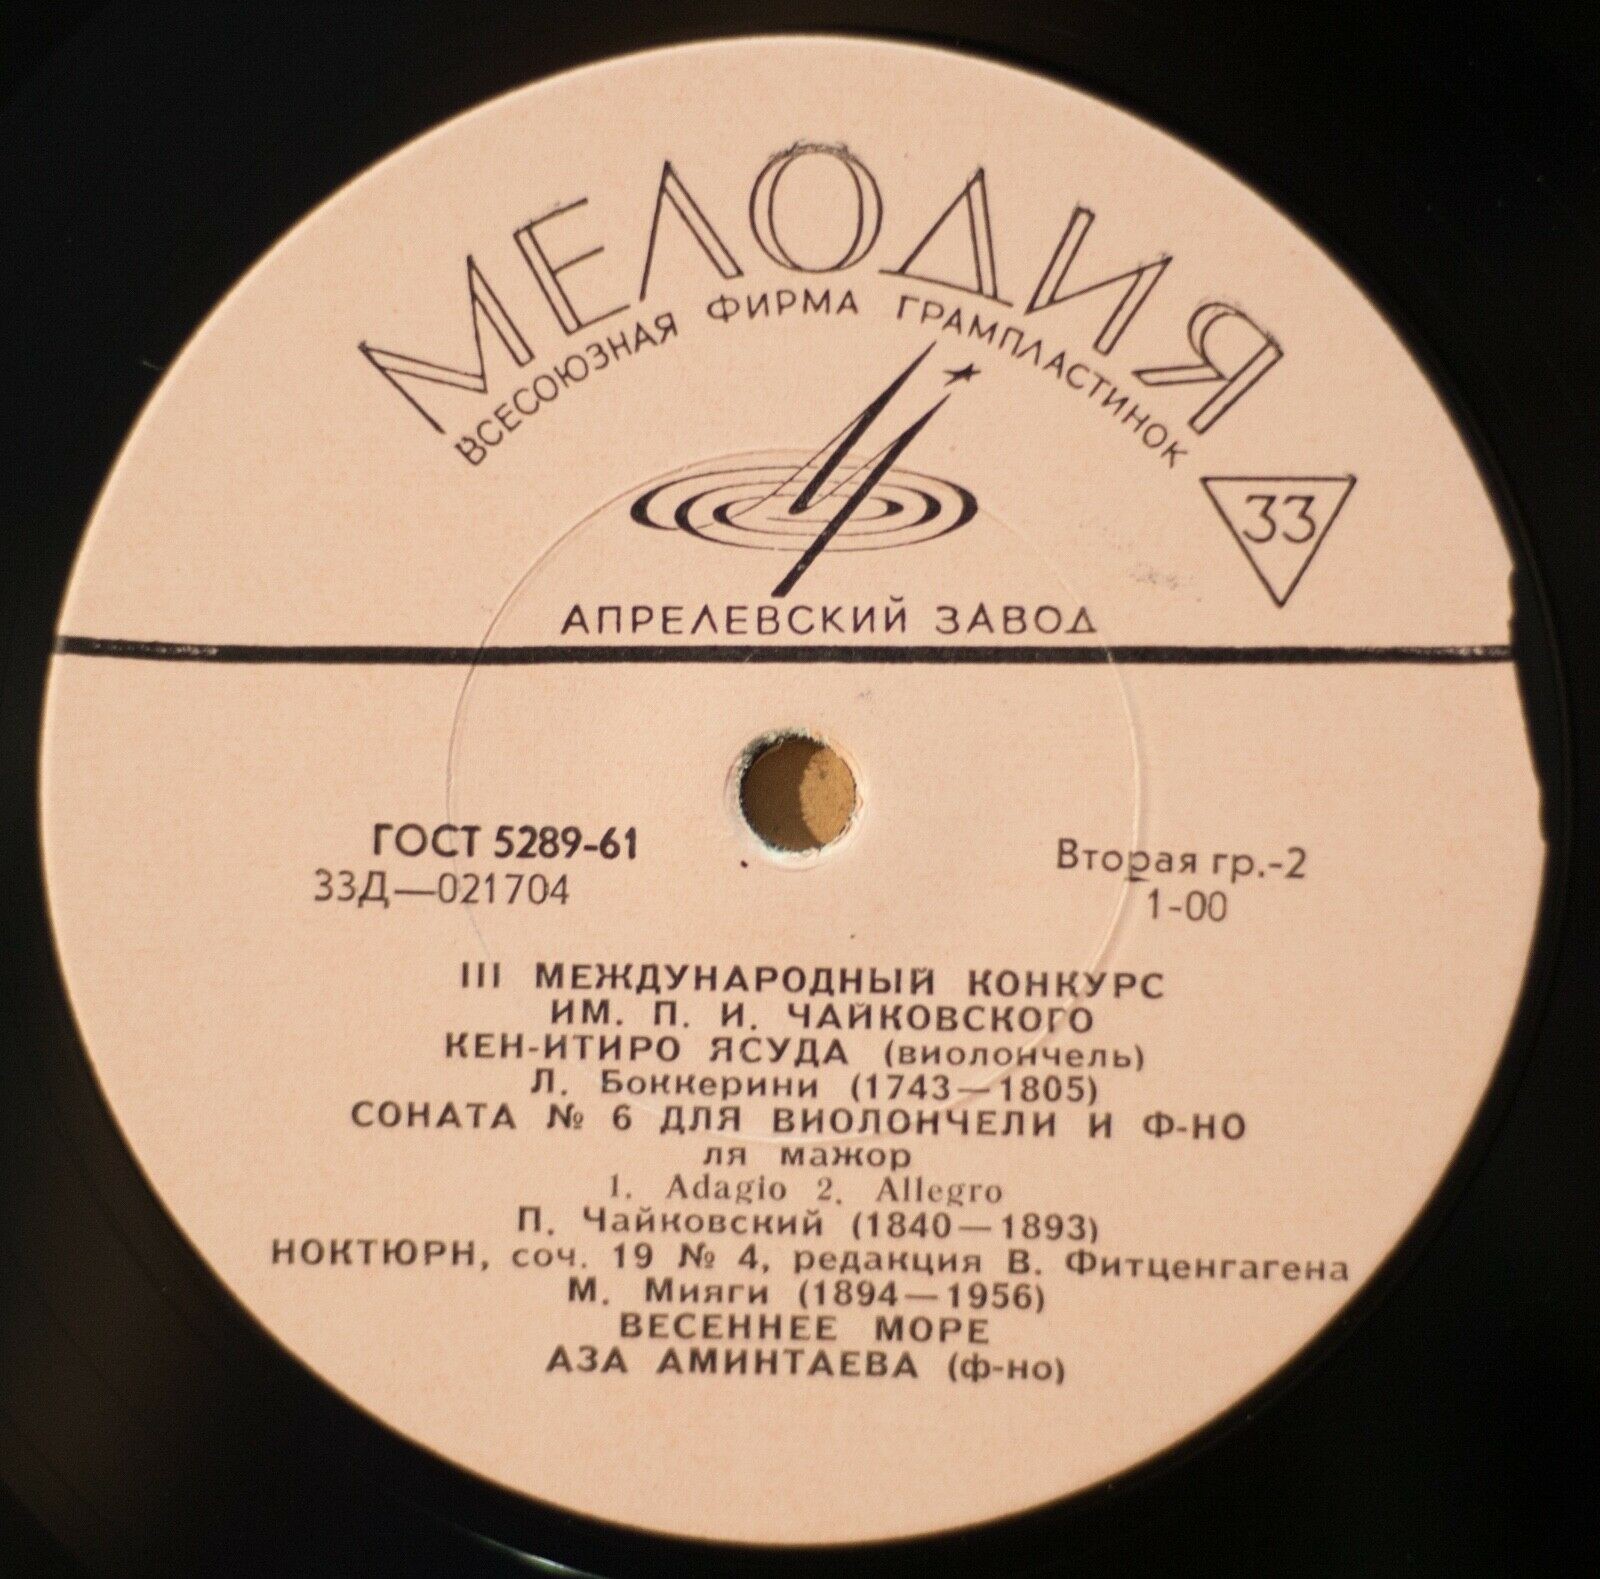 МЕЛОДИЯ
ВСЕСОЮЗНАЯ ФИРМА ГРАМПЛАСТИНОК
33
АПРЕЛЕВСКИЙ ЗАВОД
ГОСТ 5289-61
33Д—021704
Вторая гр.-2
1-00
III МЕЖДУНАРОДНЫЙ КОНКУРС
ИМ. П. И. ЧАЙКОВСКОГО
КЕН-ИТИРО ЯСУДА (виолончель)
Л. Боккерини (1743—1805)
СОНАТА № 6 ДЛЯ ВИОЛОНЧЕЛИ И Ф-НО
ля мажор
1. Adagio 2. Allegro
П. Чайковский (1840—1893)
НОКТЮРН, соч. 19 № 4, редакция В. Фитценгагена
М. Мияги (1894—1956)
ВЕСЕННЕЕ МОРЕ
АЗА АМИНТАЕВА (ф-но)